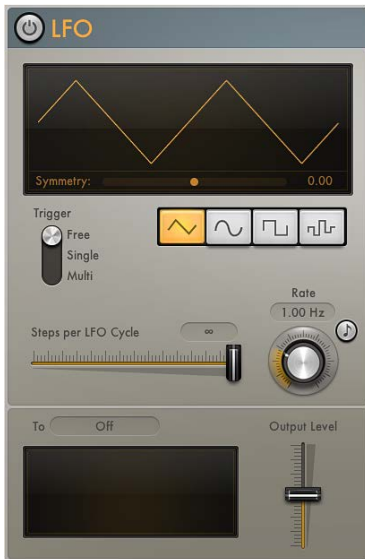 LFO
Symmetry: 0.00
Trigger
Free
Single
Multi
Rate
1.00 Hz
Steps per LFO Cycle ∞
To Off
Output Level